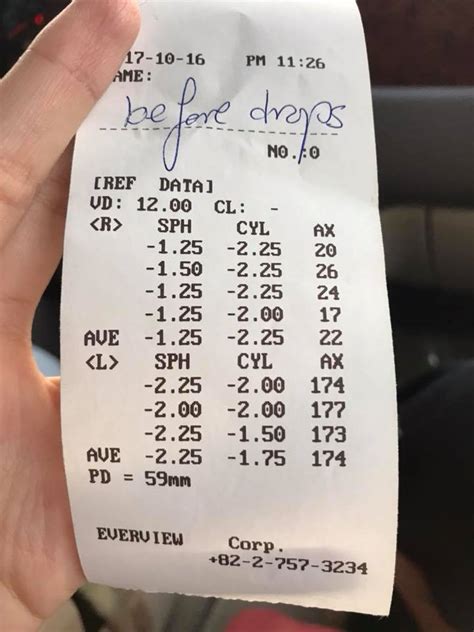 17-10-16 PM 11:26
AME:
before drops
NO.:0
[REF DATA]
VD: 12.00 CL: -
<R> SPH CYL AX
-1.25 -2.25 20
-1.50 -2.25 26
-1.25 -2.25 24
-1.25 -2.00 17
AVE -1.25 -2.25 22
<L> SPH CYL AX
-2.25 -2.00 174
-2.00 -2.00 177
-2.25 -1.50 173
AVE -2.25 -1.75 174
PD = 59mm
EVERVIEW Corp.
+82-2-757-3234